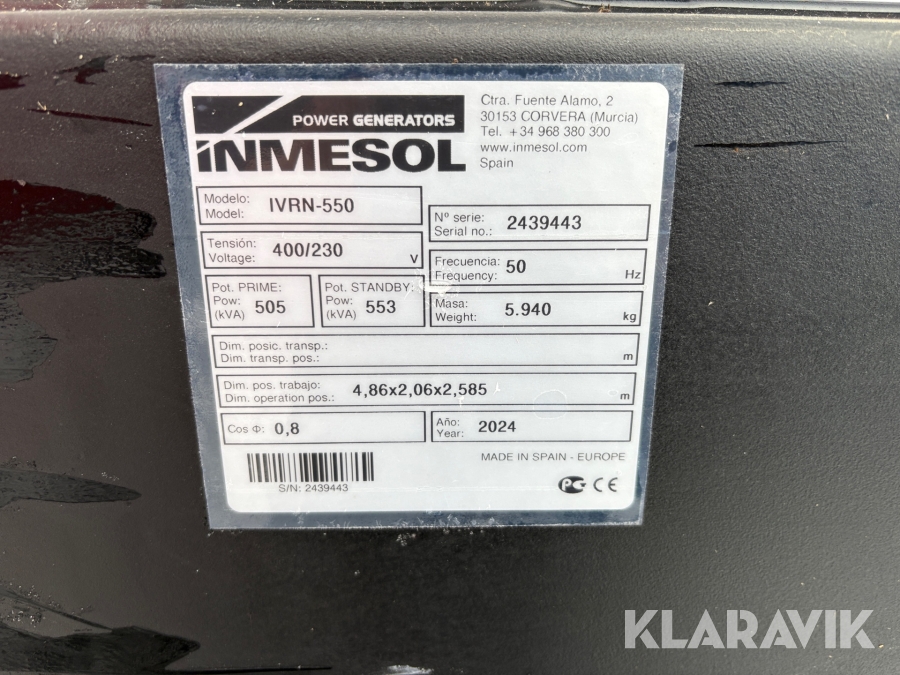 POWER GENERATORS
INMESOL
Ctra. Fuente Alamo, 2
30153 CORVERA (Murcia)
Tel. +34 968 380 300
www.inmesol.com
Spain
Modelo:
Model: IVRN-550
Nº serie:
Serial no.: 2439443
Tensión:
Voltage: 400/230 V
Frecuencia:
Frequency: 50 Hz
Pot. PRIME:
Pow:
(kVA) 505
Pot. STANDBY:
Pow:
(kVA) 553
Masa:
Weight: 5.940 kg
Dim. posic. transp.:
Dim. transp. pos.: m
Dim. pos. trabajo:
Dim. operation pos.: 4,86x2,06x2,585 m
Cos Φ: 0,8
Año:
Year: 2024
MADE IN SPAIN - EUROPE
S/N: 2439443
PG CE
KLARAVIK